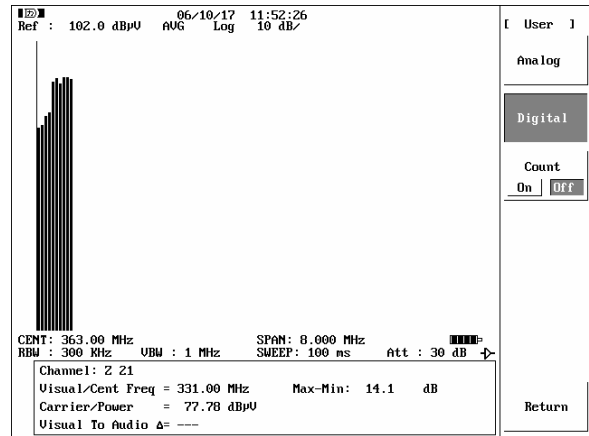 06/10/17 11:52:26
Ref : 102.0 dBµV AVG Log 10 dB/
[ User ]
Analog
Digital
Count
On Off
CENT: 363.00 MHz SPAN: 8.000 MHz
RBW : 300 KHz VBW : 1 MHz SWEEP: 100 ms Att : 30 dB
Channel: Z 21
Visual/Cent Freq = 331.00 MHz Max-Min: 14.1 dB
Carrier/Power = 77.78 dBµV
Visual To Audio Δ= ---
Return